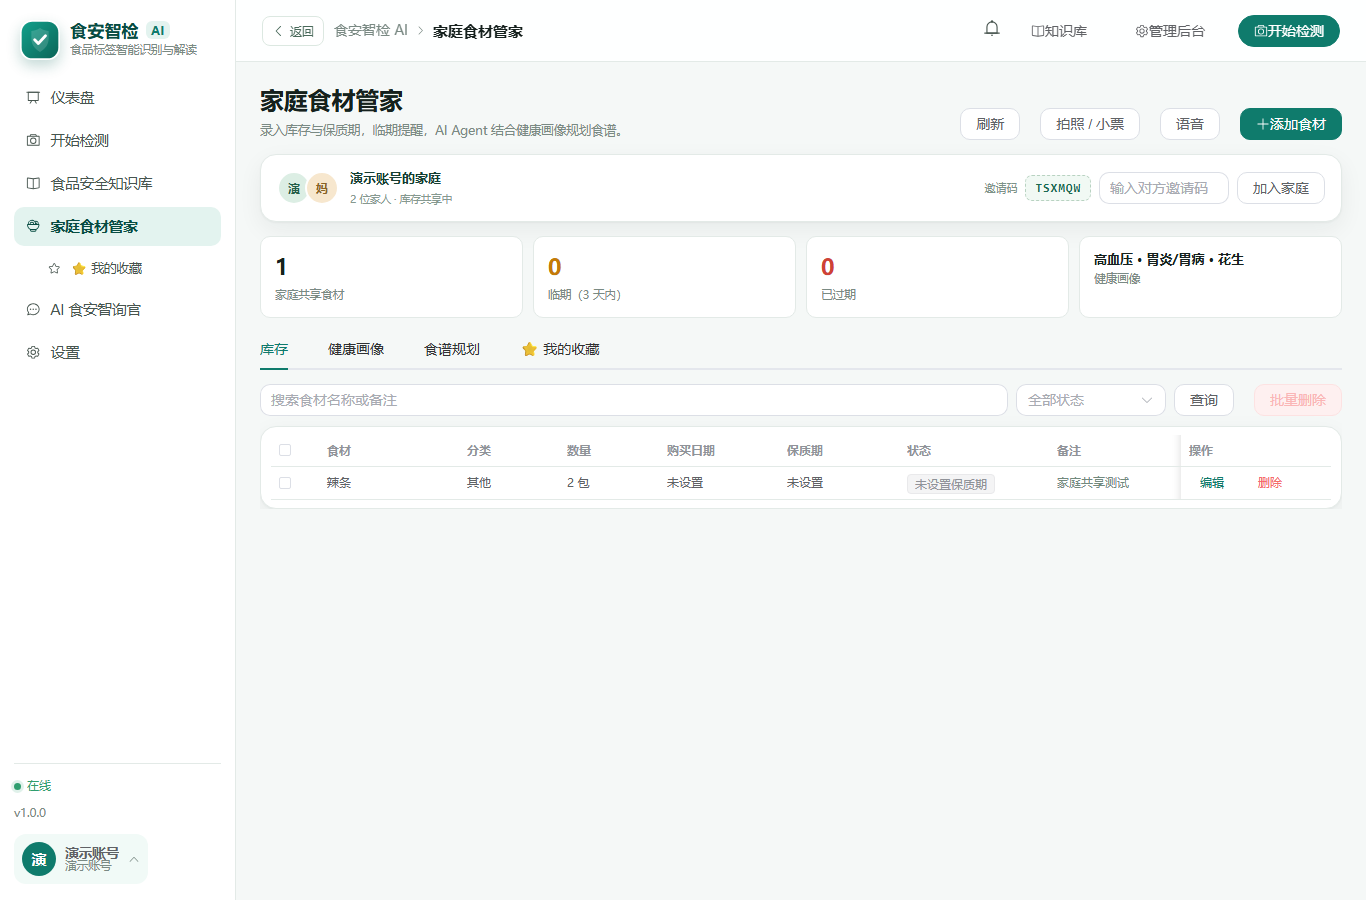 食安智检 AI
食品标签智能识别与解读
仪表盘
开始检测
食品安全知识库
家庭食材管家
我的收藏
AI 食安智询官
设置
在线
v1.0.0
演
演示账号
演示账号
返回
食安智检 AI
家庭食材管家
知识库
管理后台
开始检测
家庭食材管家
录入库存与保质期，临期提醒，AI Agent 结合健康画像规划食谱。
刷新
拍照 / 小票
语音
添加食材
演
妈
演示账号的家庭
2 位家人 · 库存共享中
邀请码
TSXMQW
输入对方邀请码
加入家庭
1
家庭共享食材
0
临期（3 天内）
0
已过期
高血压 • 胃炎/胃病 • 花生
健康画像
库存
健康画像
食谱规划
我的收藏
搜索食材名称或备注
全部状态
查询
批量删除
食材 分类 数量 购买日期 保质期 状态 备注 操作
辣条 其他 2 包 未设置 未设置 未设置保质期 家庭共享测试 编辑 删除